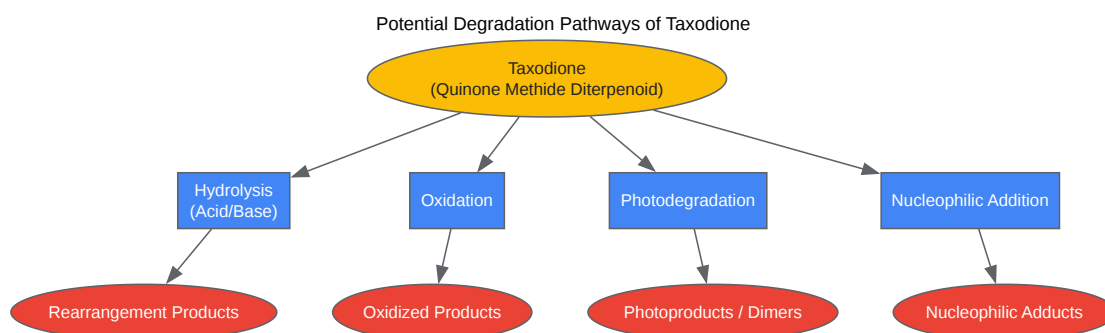 Potential Degradation Pathways of Taxodione
Taxodione
(Quinone Methide Diterpenoid)
Hydrolysis
(Acid/Base)
Oxidation
Photodegradation
Nucleophilic Addition
Rearrangement Products
Oxidized Products
Photoproducts / Dimers
Nucleophilic Adducts